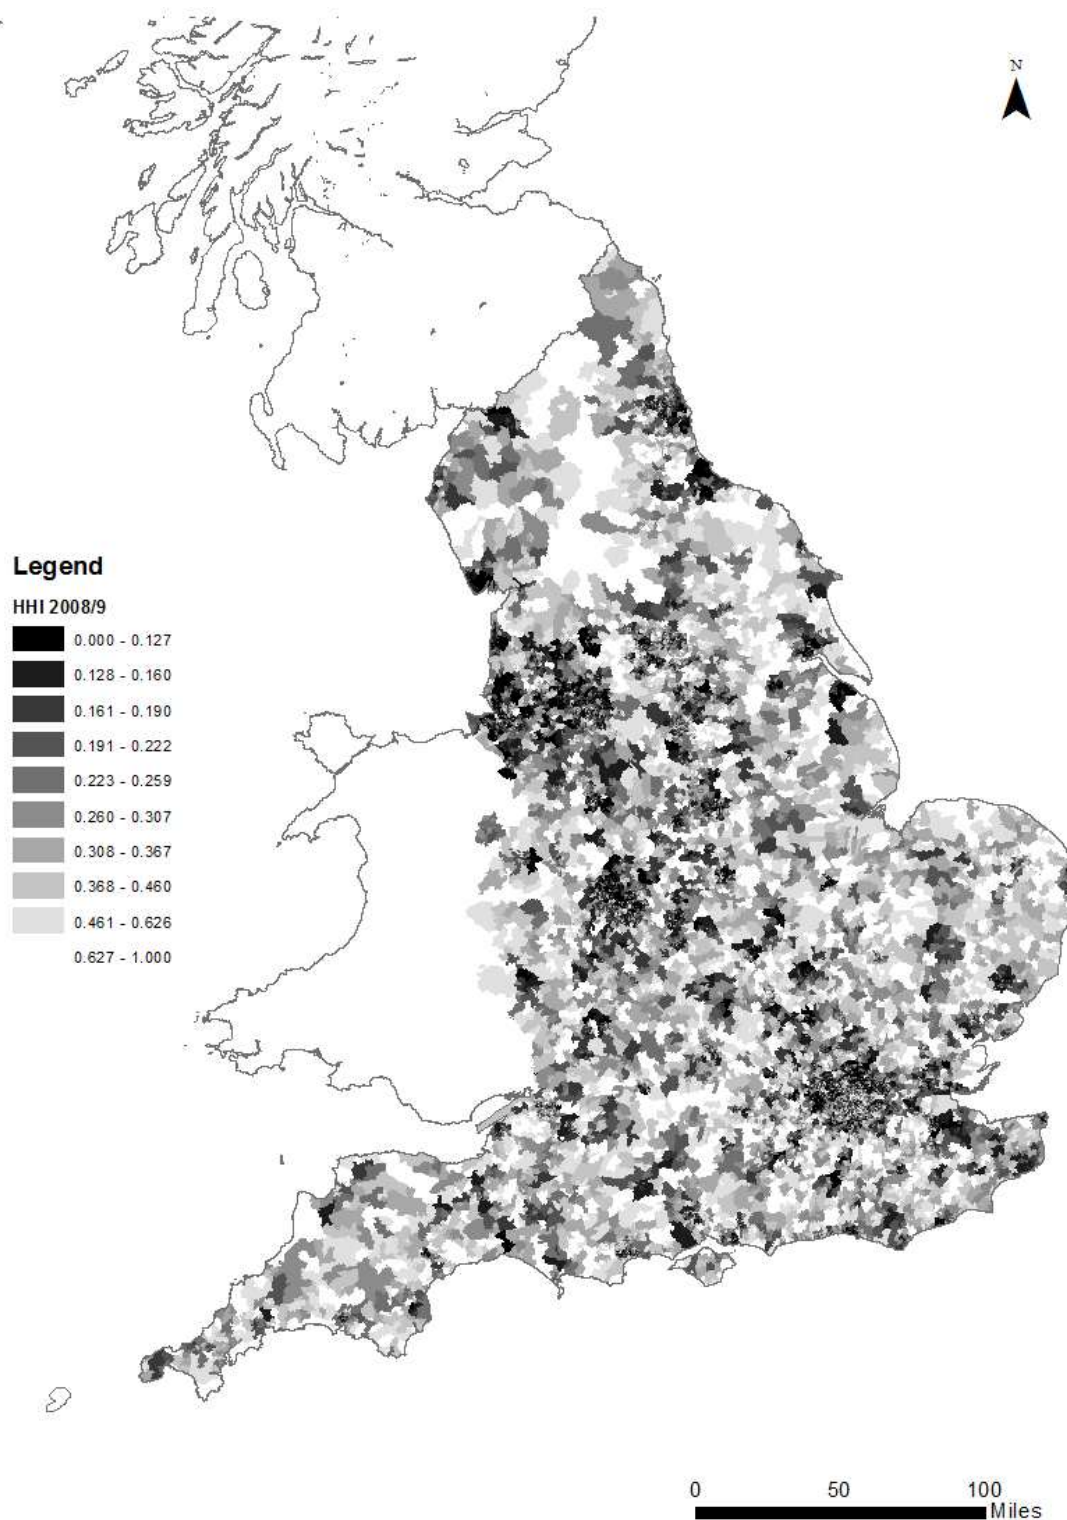 N
Legend
HHI 2008/9
0.000 - 0.127
0.128 - 0.160
0.161 - 0.190
0.191 - 0.222
0.223 - 0.259
0.260 - 0.307
0.308 - 0.367
0.368 - 0.460
0.461 - 0.626
0.627 - 1.000
0 50 100
Miles